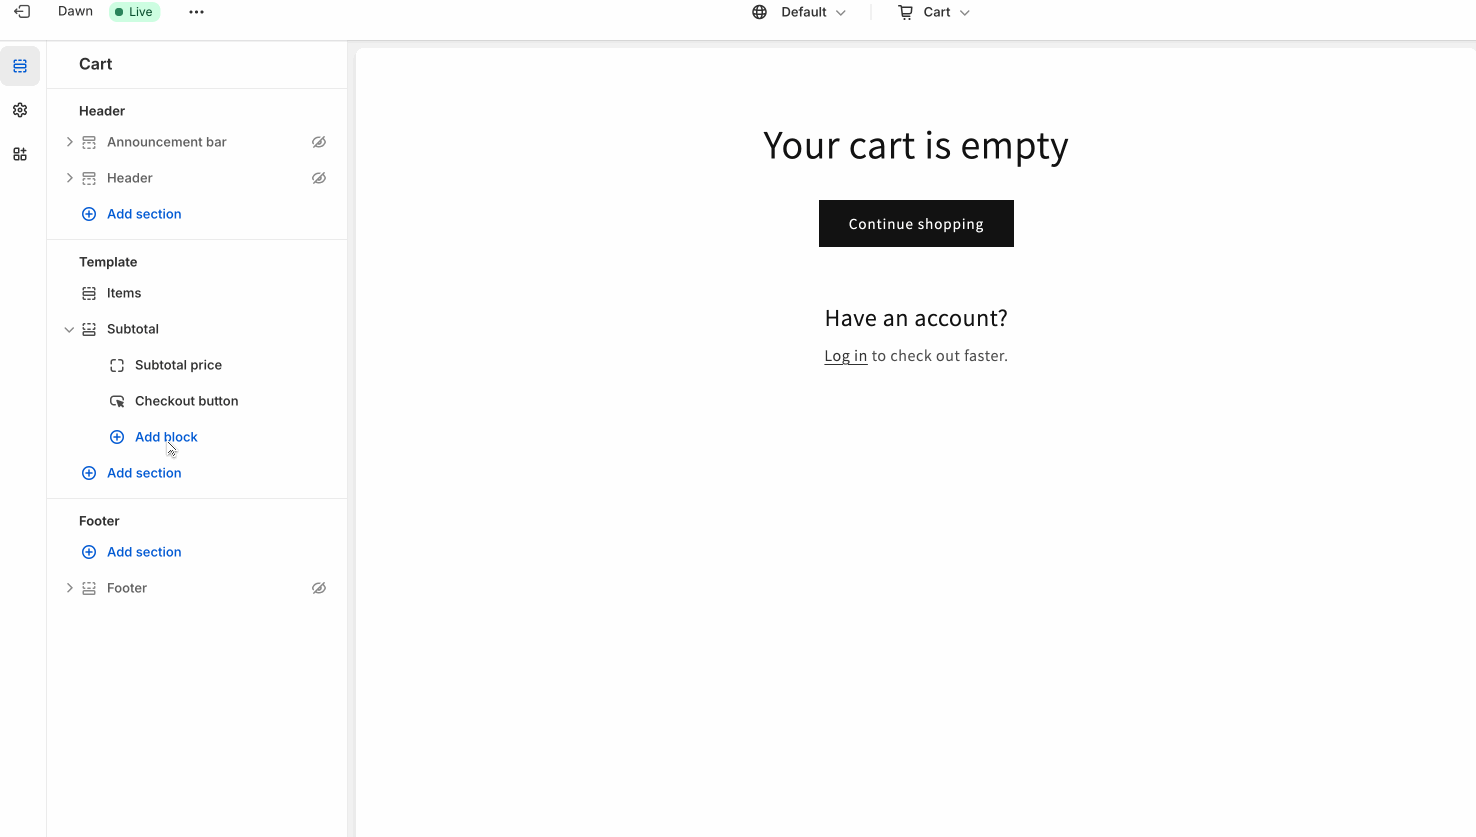 Dawn Live Default Cart
Cart
Header
Announcement bar
Header
Add section
Template
Items
Subtotal
Subtotal price
Checkout button
Add block
Add section
Footer
Add section
Footer
Your cart is empty
Continue shopping
Have an account?
Log in to check out faster.